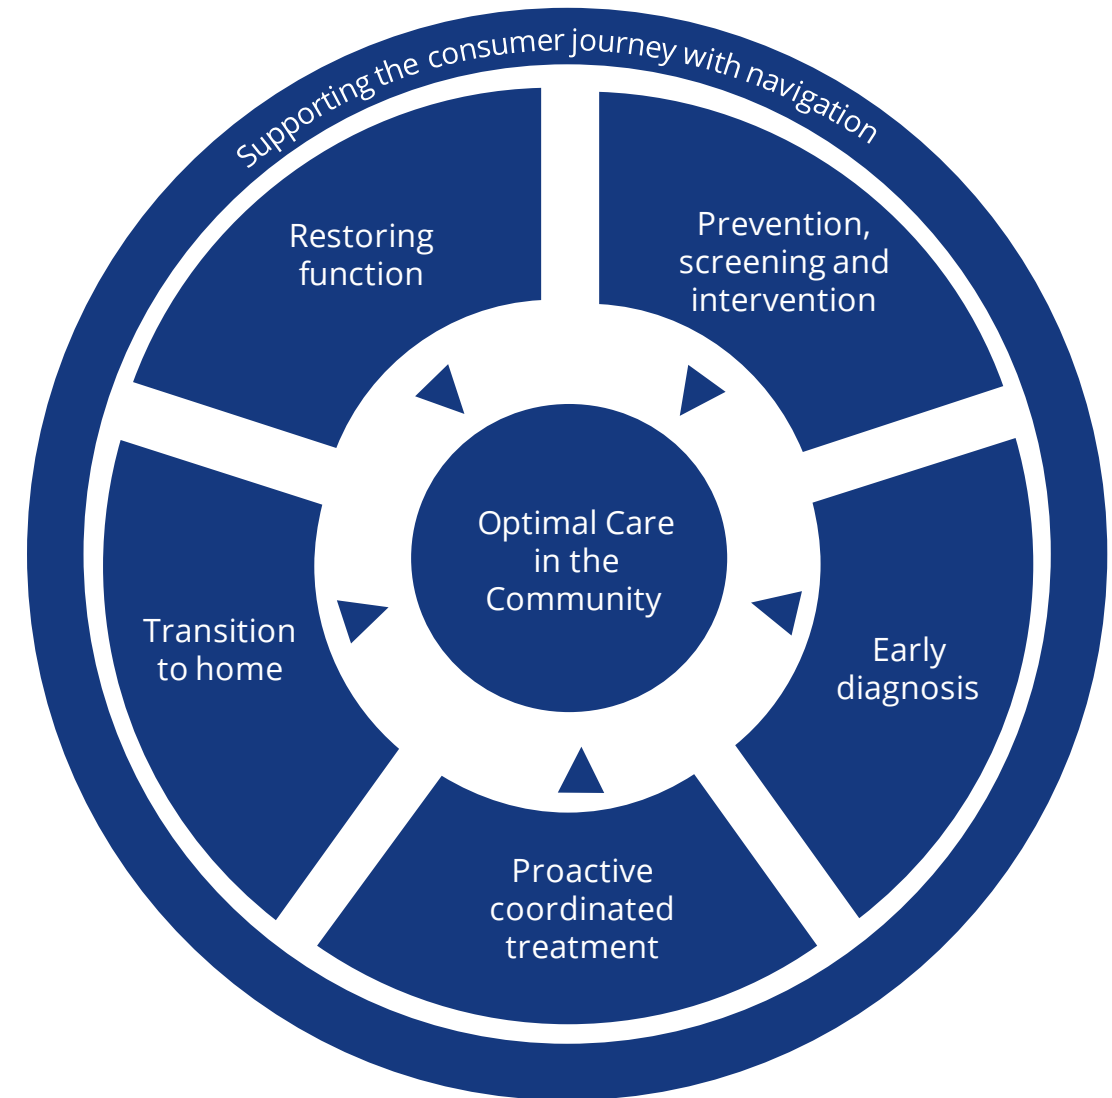 Supporting the consumer journey with navigation
Restoring
function
Prevention,
screening and
intervention
Optimal Care
in the
Community
Transition
to home
Early
diagnosis
Proactive
coordinated
treatment